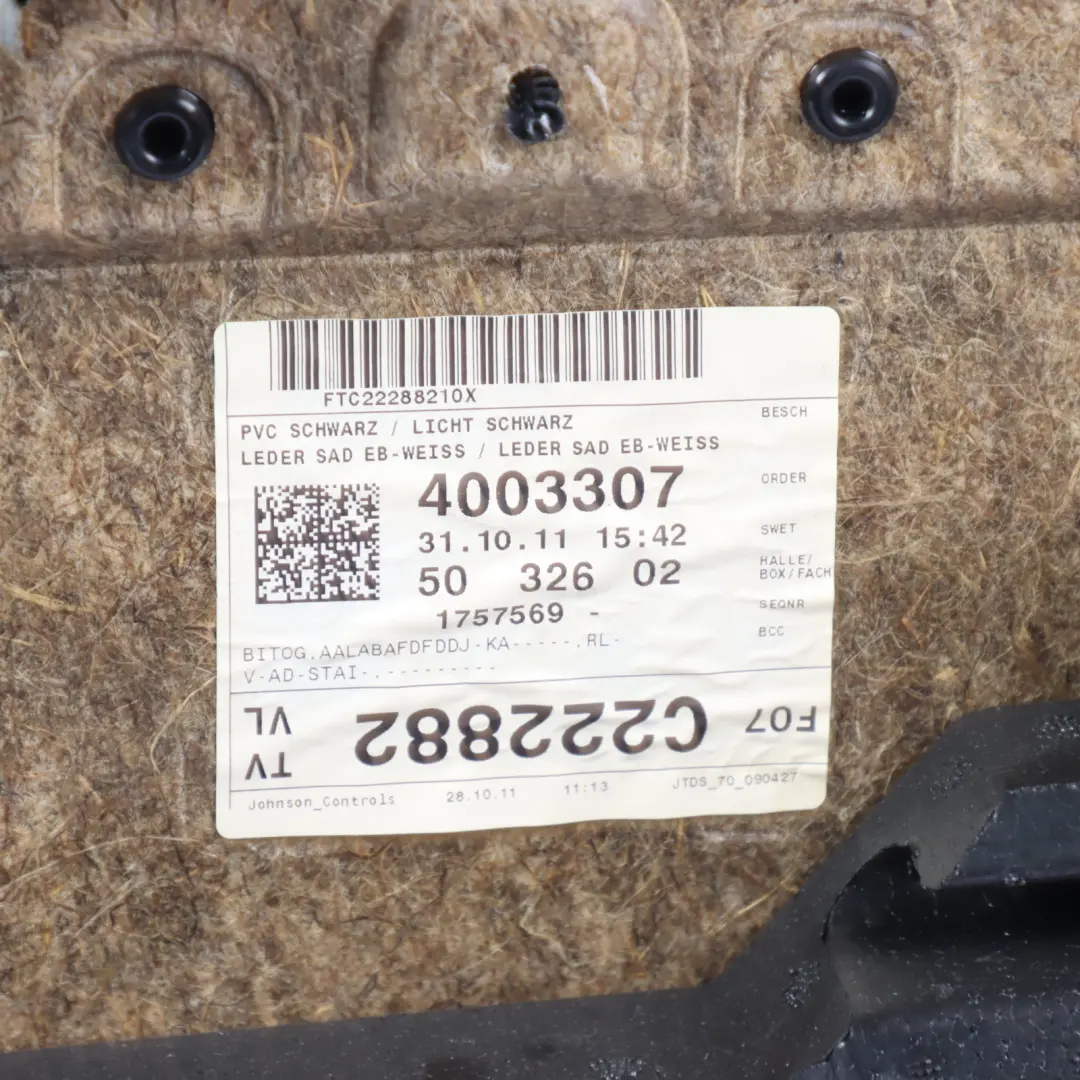 FTC22288210X
PVC SCHWARZ / LICHT SCHWARZ
BESCH
LEDER SAD EB-WEISS / LEDER SAD EB-WEISS
4003307
ORDER
31.10.11 15:42
SWET
50 326 02
HALLE/
BOX/FACH
1757569 -
SEQNR
BITOG.AALABAFDFDDJ-KA-----.RL-
BCC
V-AD-STAI-.---------
F07 C222882 VL
TV
Johnson_Controls 28.10.11 11:13 JTDS_70_090427